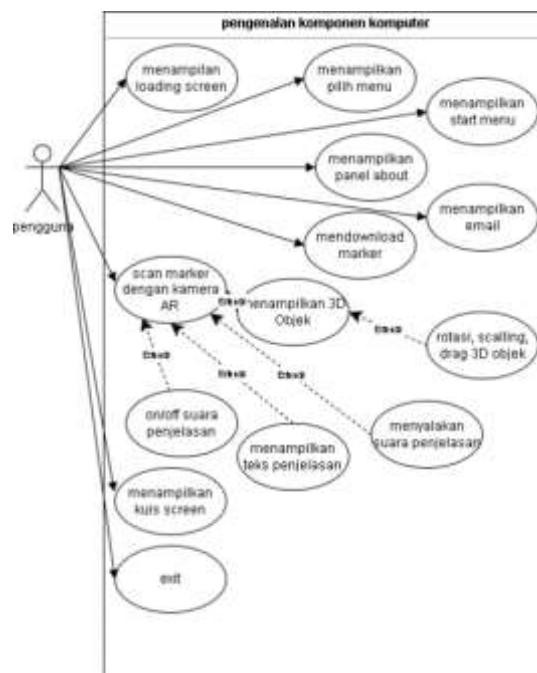 pengenalan komponen komputer
menampilan
loading screen
menampilkan
pilih menu
menampilkan
start menu
menampilkan
panel about
menampilkan
email
mendownload
marker
pengguna
scan marker
dengan kamera
AR
menampilkan 3D
Objek
rotasi, scalling,
drag 3D objek
on/off suara
penjelasan
menampilkan
teks penjelasan
menyalakan
suara penjelasan
menampilkan
kuis screen
exit